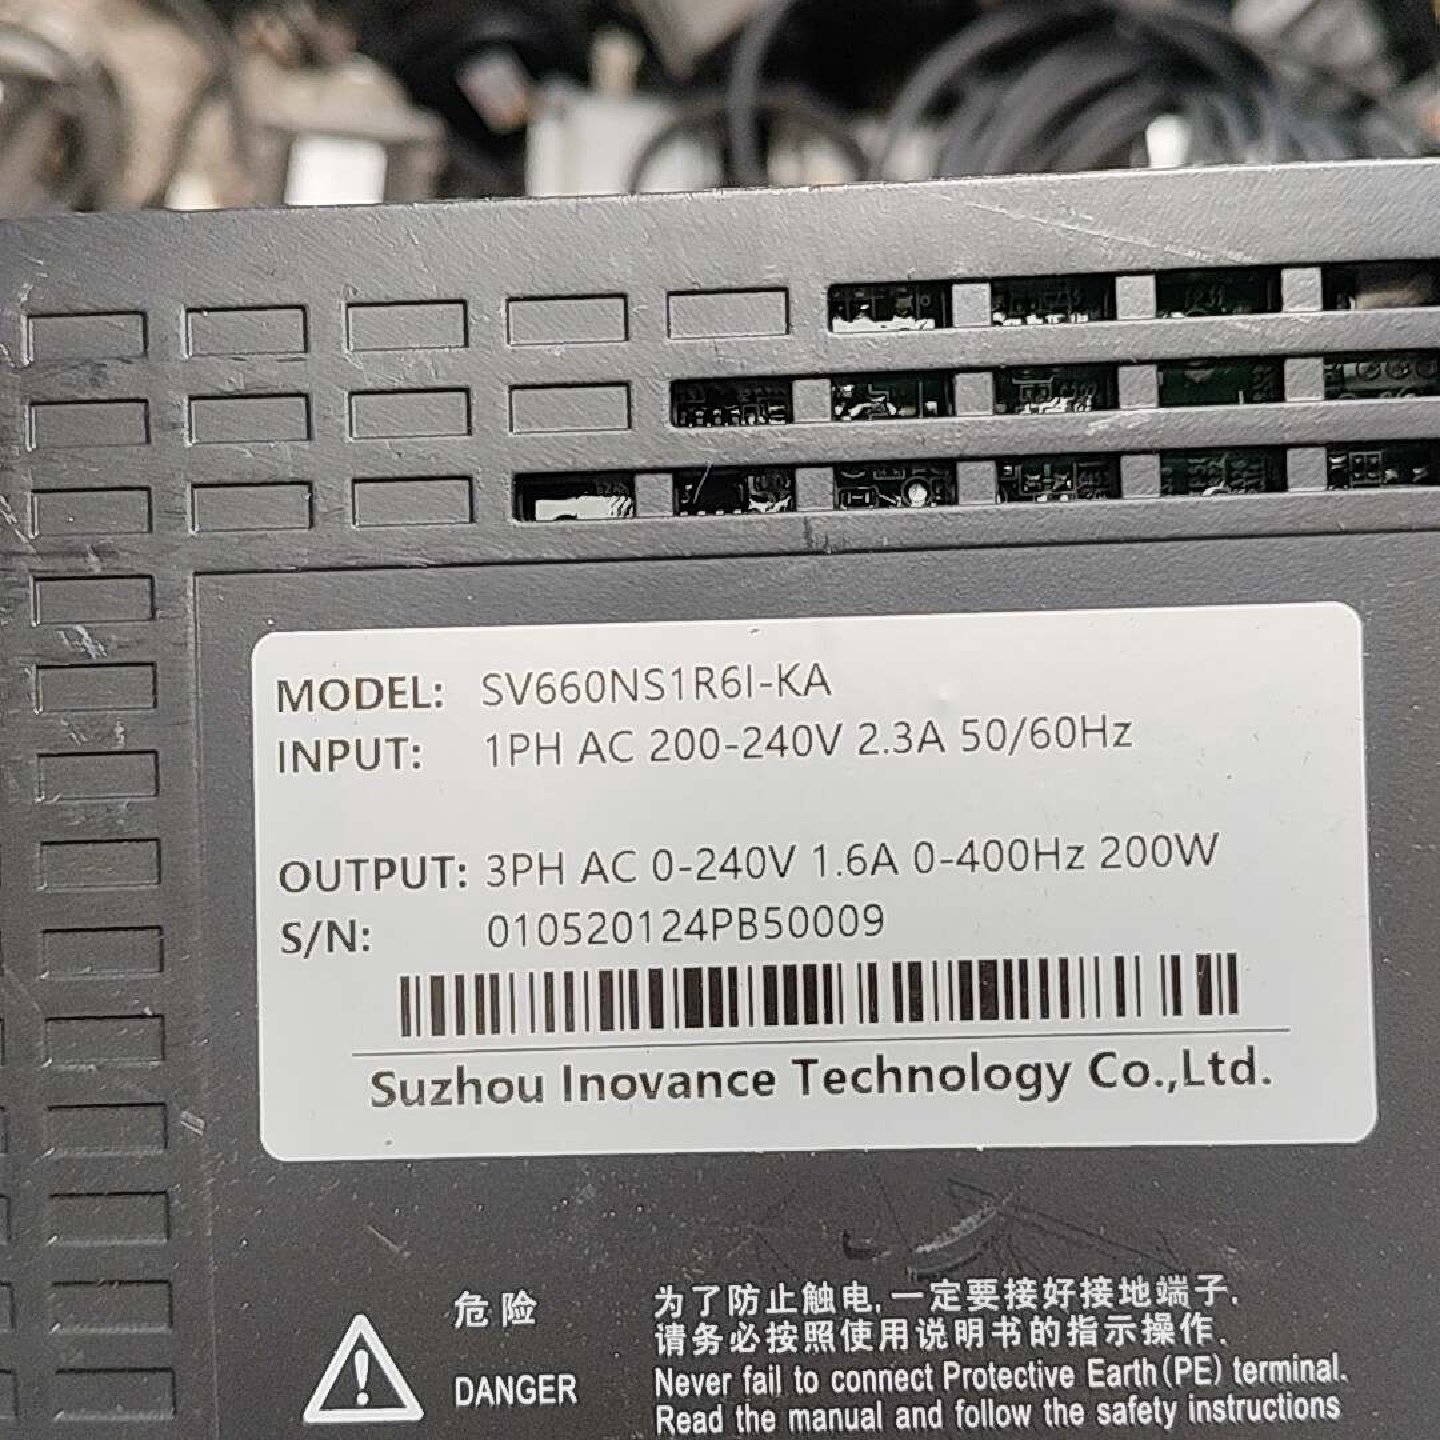 MODEL: SV660NS1R6I-KA
INPUT: 1PH AC 200-240V 2.3A 50/60Hz
OUTPUT: 3PH AC 0-240V 1.6A 0-400Hz 200W
S/N: 010520124PB50009
Suzhou Inovance Technology Co.,Ltd.
危险
DANGER
为了防止触电,一定要接好接地端子.
请务必按照使用说明书的指示操作.
Never fail to connect Protective Earth(PE) terminal.
Read the manual and follow the safety instructions